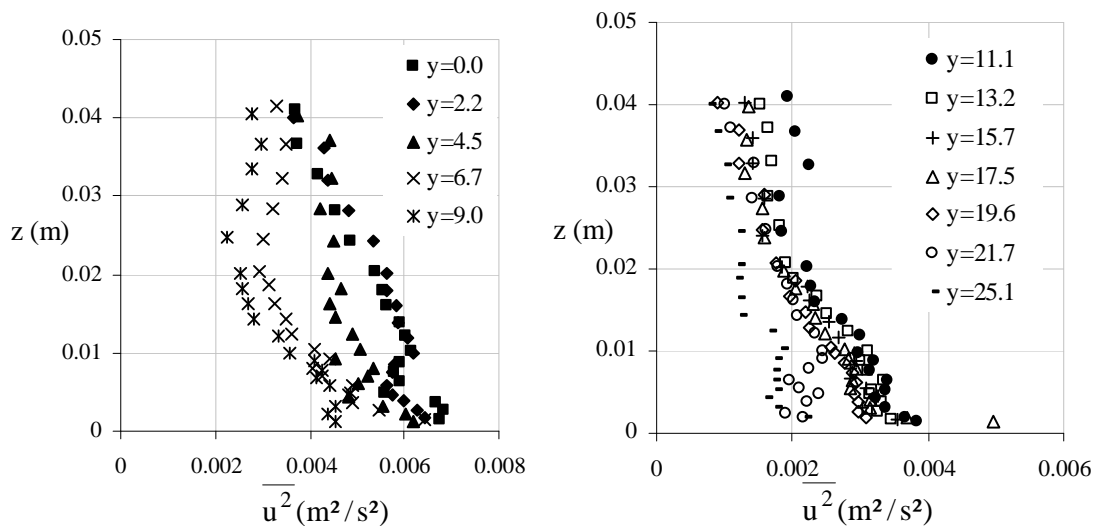 0.05
0.04
0.03
0.02
0.01
0
z (m)
0 0.002 0.004 0.006 0.008
u² (m²/s²)
y=0.0
y=2.2
y=4.5
y=6.7
y=9.0
0.05
0.04
0.03
0.02
0.01
0
z (m)
0 0.002 0.004 0.006
u² (m²/s²)
y=11.1
y=13.2
y=15.7
y=17.5
y=19.6
y=21.7
y=25.1